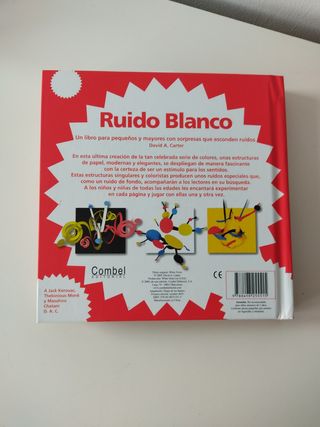 Ruido Blanco
Un libro para pequeños y mayores con sorpresas que esconden ruidos
David A. Carter
En esta ultima creación de la tan celebrada serie de colores, unas estructuras
de papel, modernas y elegantes, se despliegan de manera fascinante
con la certeza de ser un estímulo para los sentidos.
Estas estructuras singulares y coloristas producen unos ruidos especiales que,
como un ruido de fondo, acompañarán a los lectores en su búsqueda.
A los niños y niñas de todas las edades les encantará experimentar
en cada página y jugar con ellas una y otra vez.
Combel
EDITORIAL
A Jack Kerouac,
Thelonious Monk
y Masahiro
Chatani
D. A. C.
CE